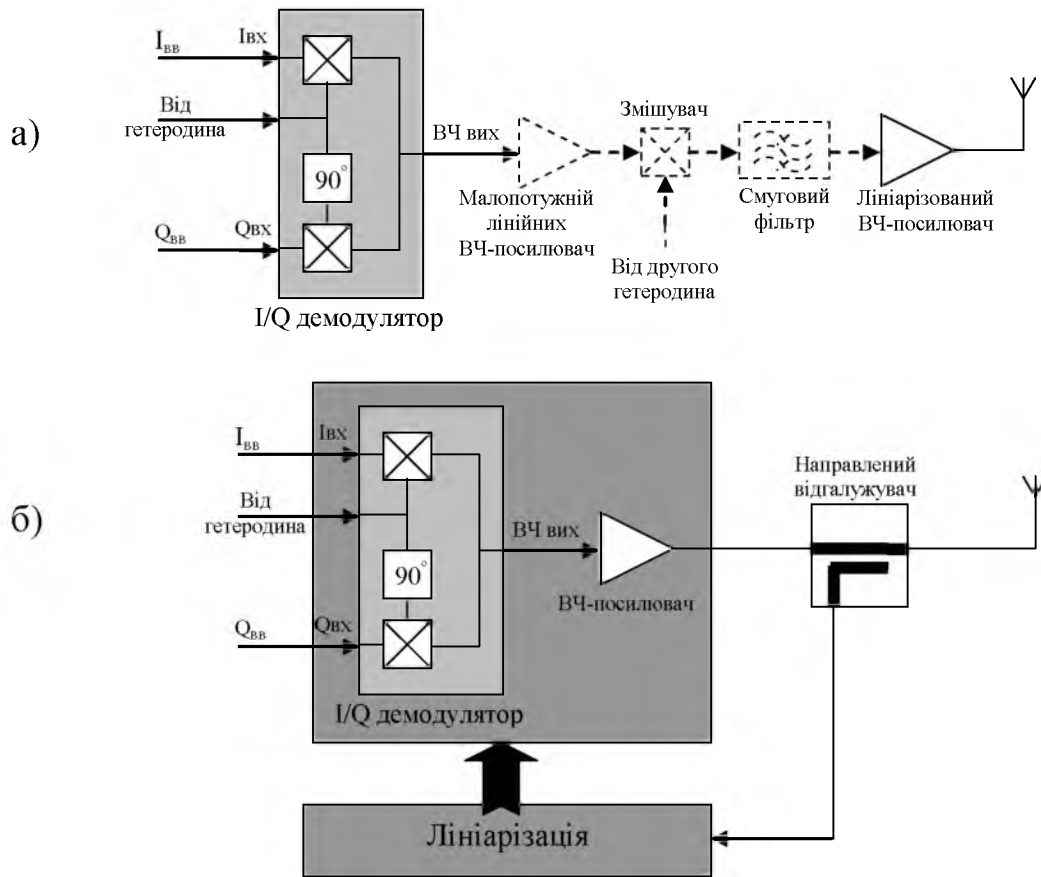 а)
Iвв
Iвх
Від
гетеродина
90°
Qвв
Qвх
I/Q демодулятор
ВЧ вих
Малопотужній
лінійних
ВЧ-посилювач
Змішувач
Від другого
гетеродина
Смуговий
фільтр
Лініарізований
ВЧ-посилювач
б)
Iвв
Iвх
Від
гетеродина
90°
Qвв
Qвх
I/Q демодулятор
ВЧ вих
ВЧ-посилювач
Направлений
відгалужувач
Лініарізація